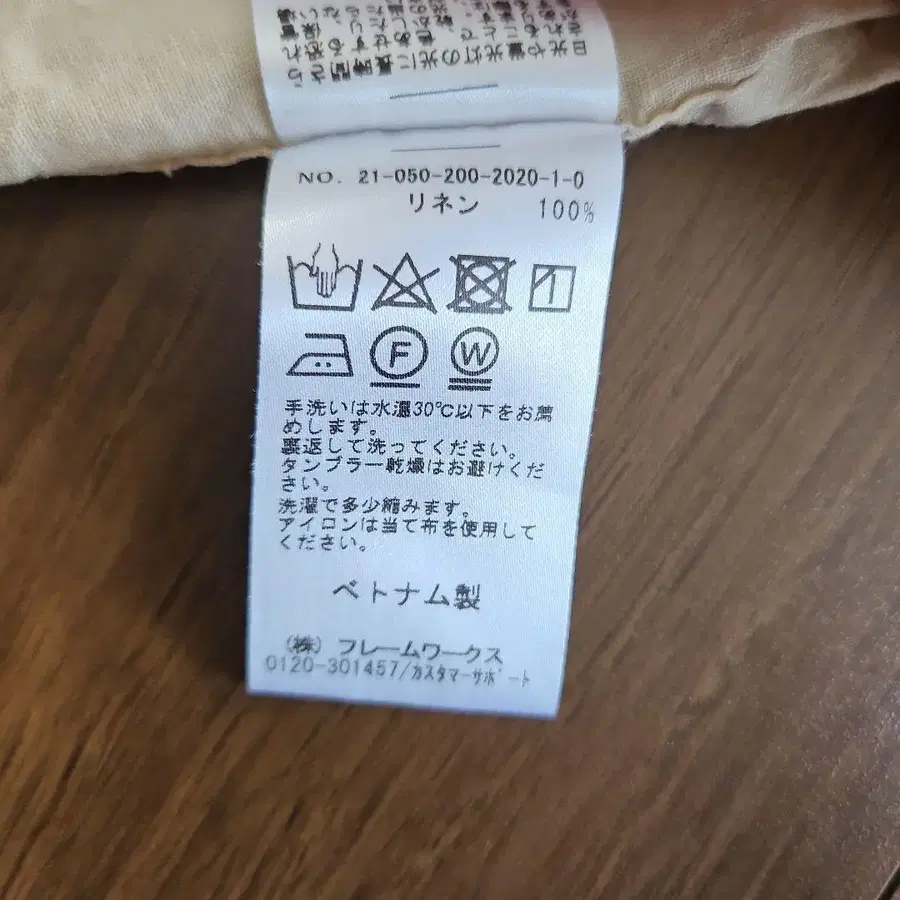 NO. 21-050-200-2020-1-0
リネン 100%
F W
手洗いは水温30℃以下をお薦
めします。
裏返して洗ってください。
タンブラー乾燥はお避けくだ
さい。
洗濯で多少縮みます。
アイロンは当て布を使用して
ください。
ベトナム製
(株) フレームワークス
0120-301457/カスタマーサポート